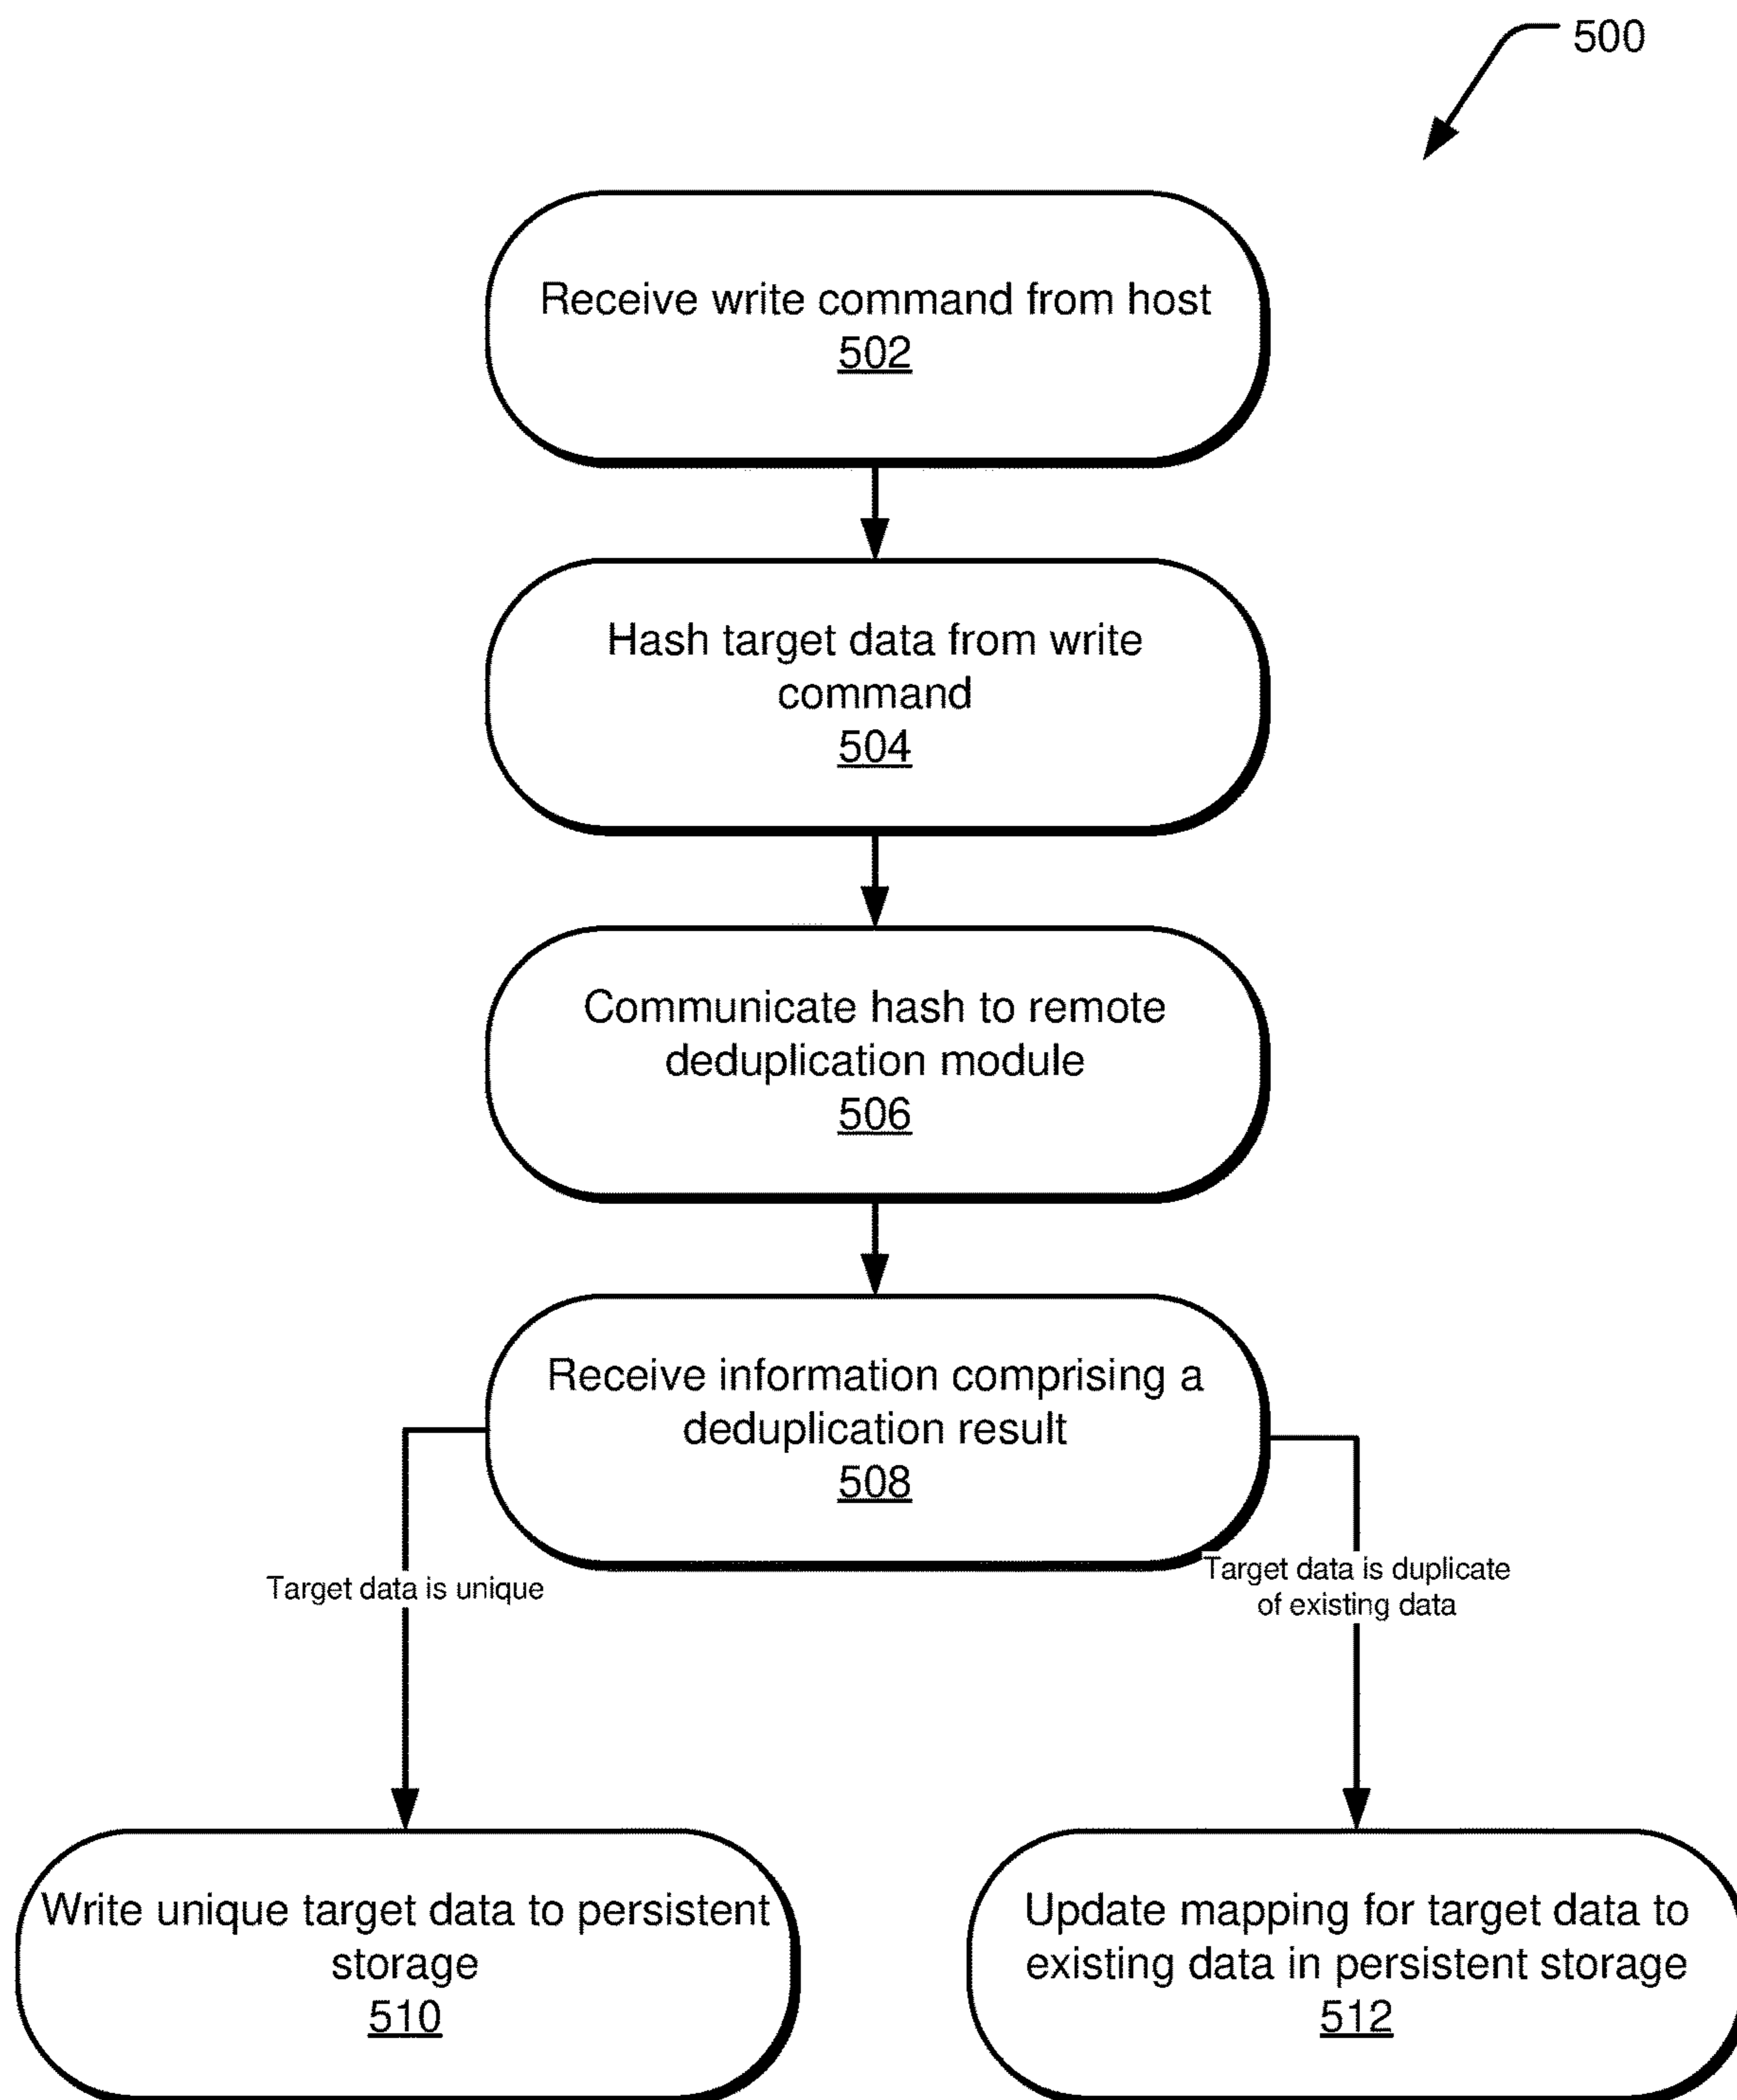 500
Receive write command from host
502
Hash target data from write
command
504
Communicate hash to remote
deduplication module
506
Receive information comprising a
deduplication result
508
Target data is unique
Target data is duplicate
of existing data
Write unique target data to persistent
storage
510
Update mapping for target data to
existing data in persistent storage
512